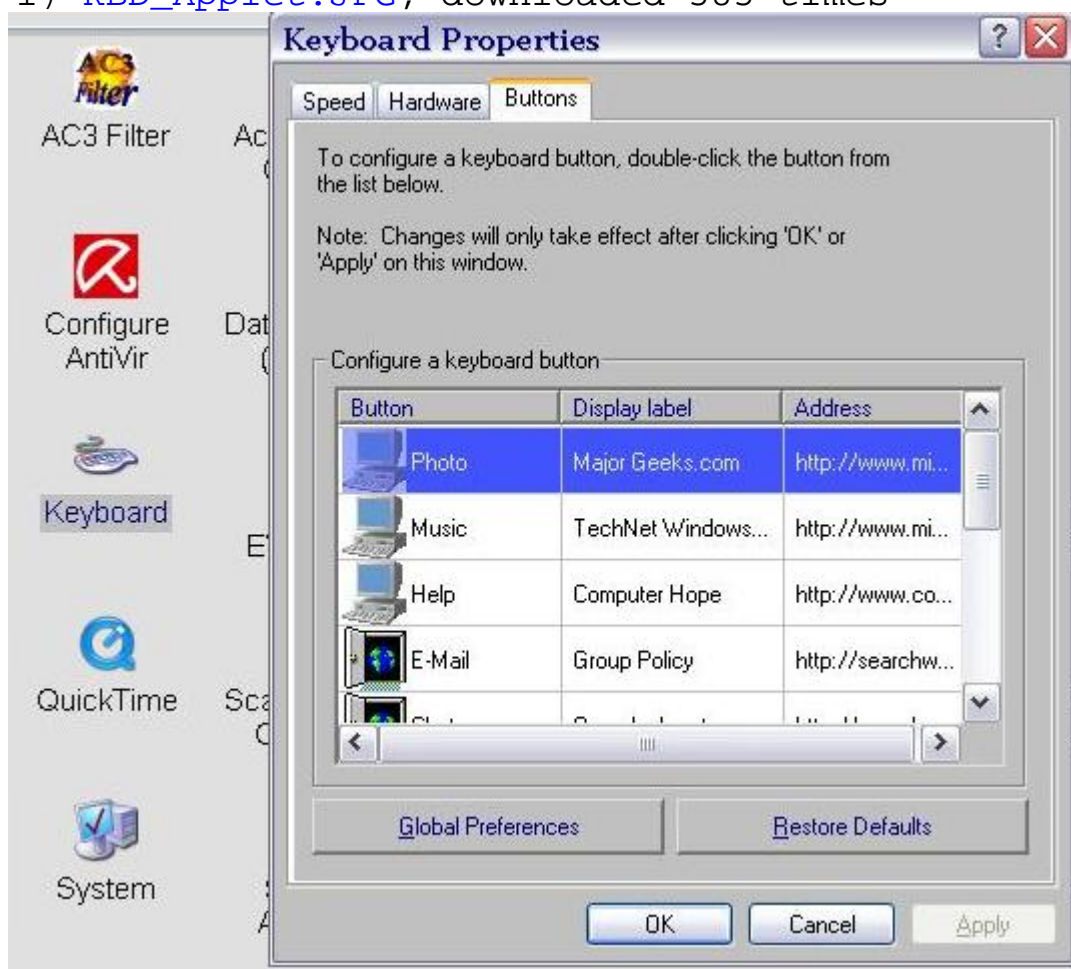 1) KBD_Applet.JPG, downloaded 503 times
AC3
Filter
AC3 Filter
Configure
AntiVir
Keyboard
QuickTime
System
Keyboard Properties
Speed Hardware Buttons
To configure a keyboard button, double-click the button from
the list below.
Note: Changes will only take effect after clicking 'OK' or
'Apply' on this window.
Configure a keyboard button
Button Display label Address
Photo Major Geeks.com http://www.mi...
Music TechNet Windows... http://www.mi...
Help Computer Hope http://www.co...
E-Mail Group Policy http://searchw...
Global Preferences Restore Defaults
OK Cancel Apply